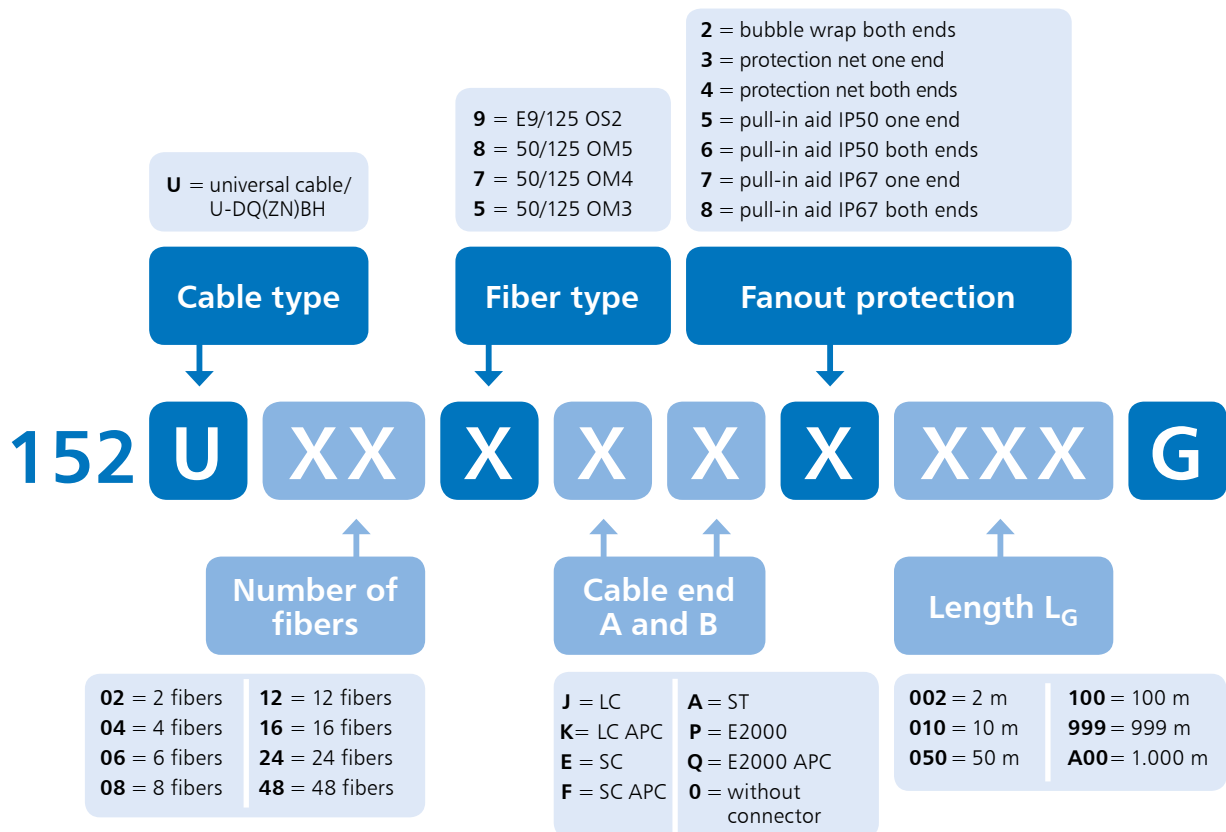 2 = bubble wrap both ends
3 = protection net one end
4 = protection net both ends
5 = pull-in aid IP50 one end
6 = pull-in aid IP50 both ends
7 = pull-in aid IP67 one end
8 = pull-in aid IP67 both ends
9 = E9/125 OS2
8 = 50/125 OM5
7 = 50/125 OM4
5 = 50/125 OM3
U = universal cable/
U-DQ(ZN)BH
Cable type
Fiber type
Fanout protection
152 U XX X X X X XXX G
Number of
fibers
Cable end
A and B
Length LG
02 = 2 fibers
04 = 4 fibers
06 = 6 fibers
08 = 8 fibers
12 = 12 fibers
16 = 16 fibers
24 = 24 fibers
48 = 48 fibers
J = LC
K= LC APC
E = SC
F = SC APC
A = ST
P = E2000
Q = E2000 APC
0 = without
connector
002 = 2 m
010 = 10 m
050 = 50 m
100 = 100 m
999 = 999 m
A00 = 1.000 m